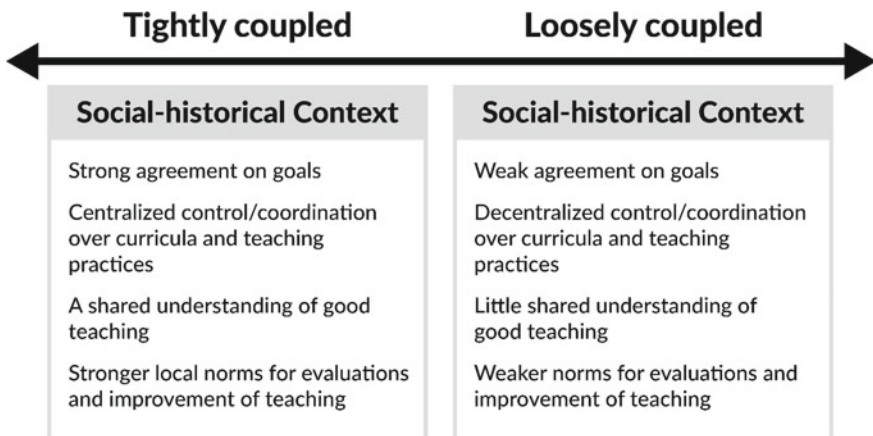 Tightly coupled
Loosely coupled
Social-historical Context
Strong agreement on goals
Centralized control/coordination
over curricula and teaching
practices
A shared understanding of good
teaching
Stronger local norms for evaluations
and improvement of teaching
Social-historical Context
Weak agreement on goals
Decentralized control/coordination
over curricula and teaching
practices
Little shared understanding of
good teaching
Weaker norms for evaluations and
improvement of teaching